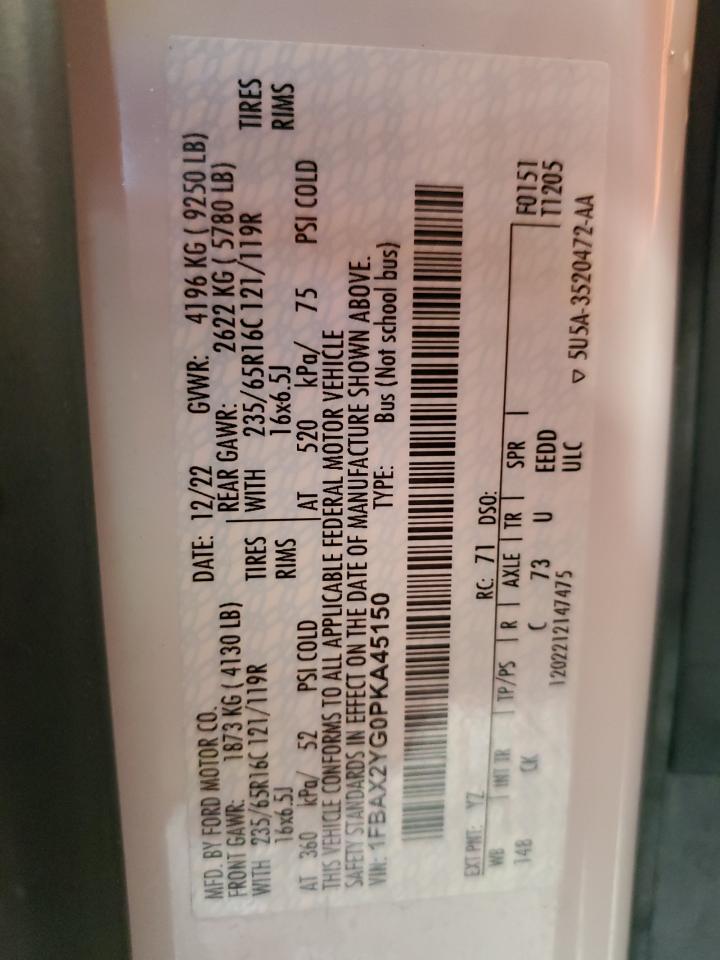 MFD. BY FORD MOTOR CO. DATE: 12/22 GVWR: 4196 KG ( 9250 LB)
FRONT GAWR: 1873 KG ( 4130 LB) REAR GAWR: 2622 KG ( 5780 LB)
WITH 235/65R16C 121/119R TIRES WITH 235/65R16C 121/119R TIRES
16x6.5J RIMS 16x6.5J RIMS
AT 360 kPa/ 52 PSI COLD AT 520 kPa/ 75 PSI COLD
THIS VEHICLE CONFORMS TO ALL APPLICABLE FEDERAL MOTOR VEHICLE
SAFETY STANDARDS IN EFFECT ON THE DATE OF MANUFACTURE SHOWN ABOVE.
VIN: 1FBAX2YG0PKA45150 TYPE: Bus (Not school bus)
EXT PNT: YZ RC: 71 DSO:
WB INT TR TP/PS R AXLE TR SPR F0151
148 CK C 73 U EEDD T1205
1202212147475 ULC
▽ 5U5A-3520472-AA